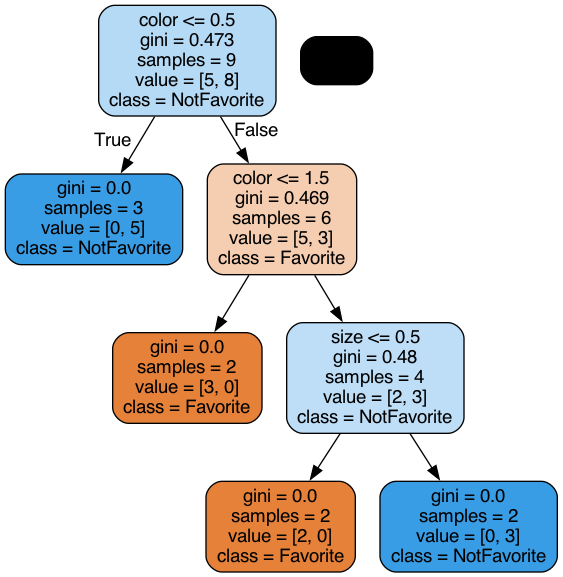 color <= 0.5
gini = 0.473
samples = 9
value = [5, 8]
class = NotFavorite
True
False
gini = 0.0
samples = 3
value = [0, 5]
class = NotFavorite
color <= 1.5
gini = 0.469
samples = 6
value = [5, 3]
class = Favorite
gini = 0.0
samples = 2
value = [3, 0]
class = Favorite
size <= 0.5
gini = 0.48
samples = 4
value = [2, 3]
class = NotFavorite
gini = 0.0
samples = 2
value = [2, 0]
class = Favorite
gini = 0.0
samples = 2
value = [0, 3]
class = NotFavorite